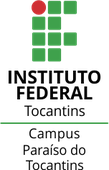 INSTITUTO
FEDERAL
Tocantins
Campus
Paraíso do
Tocantins